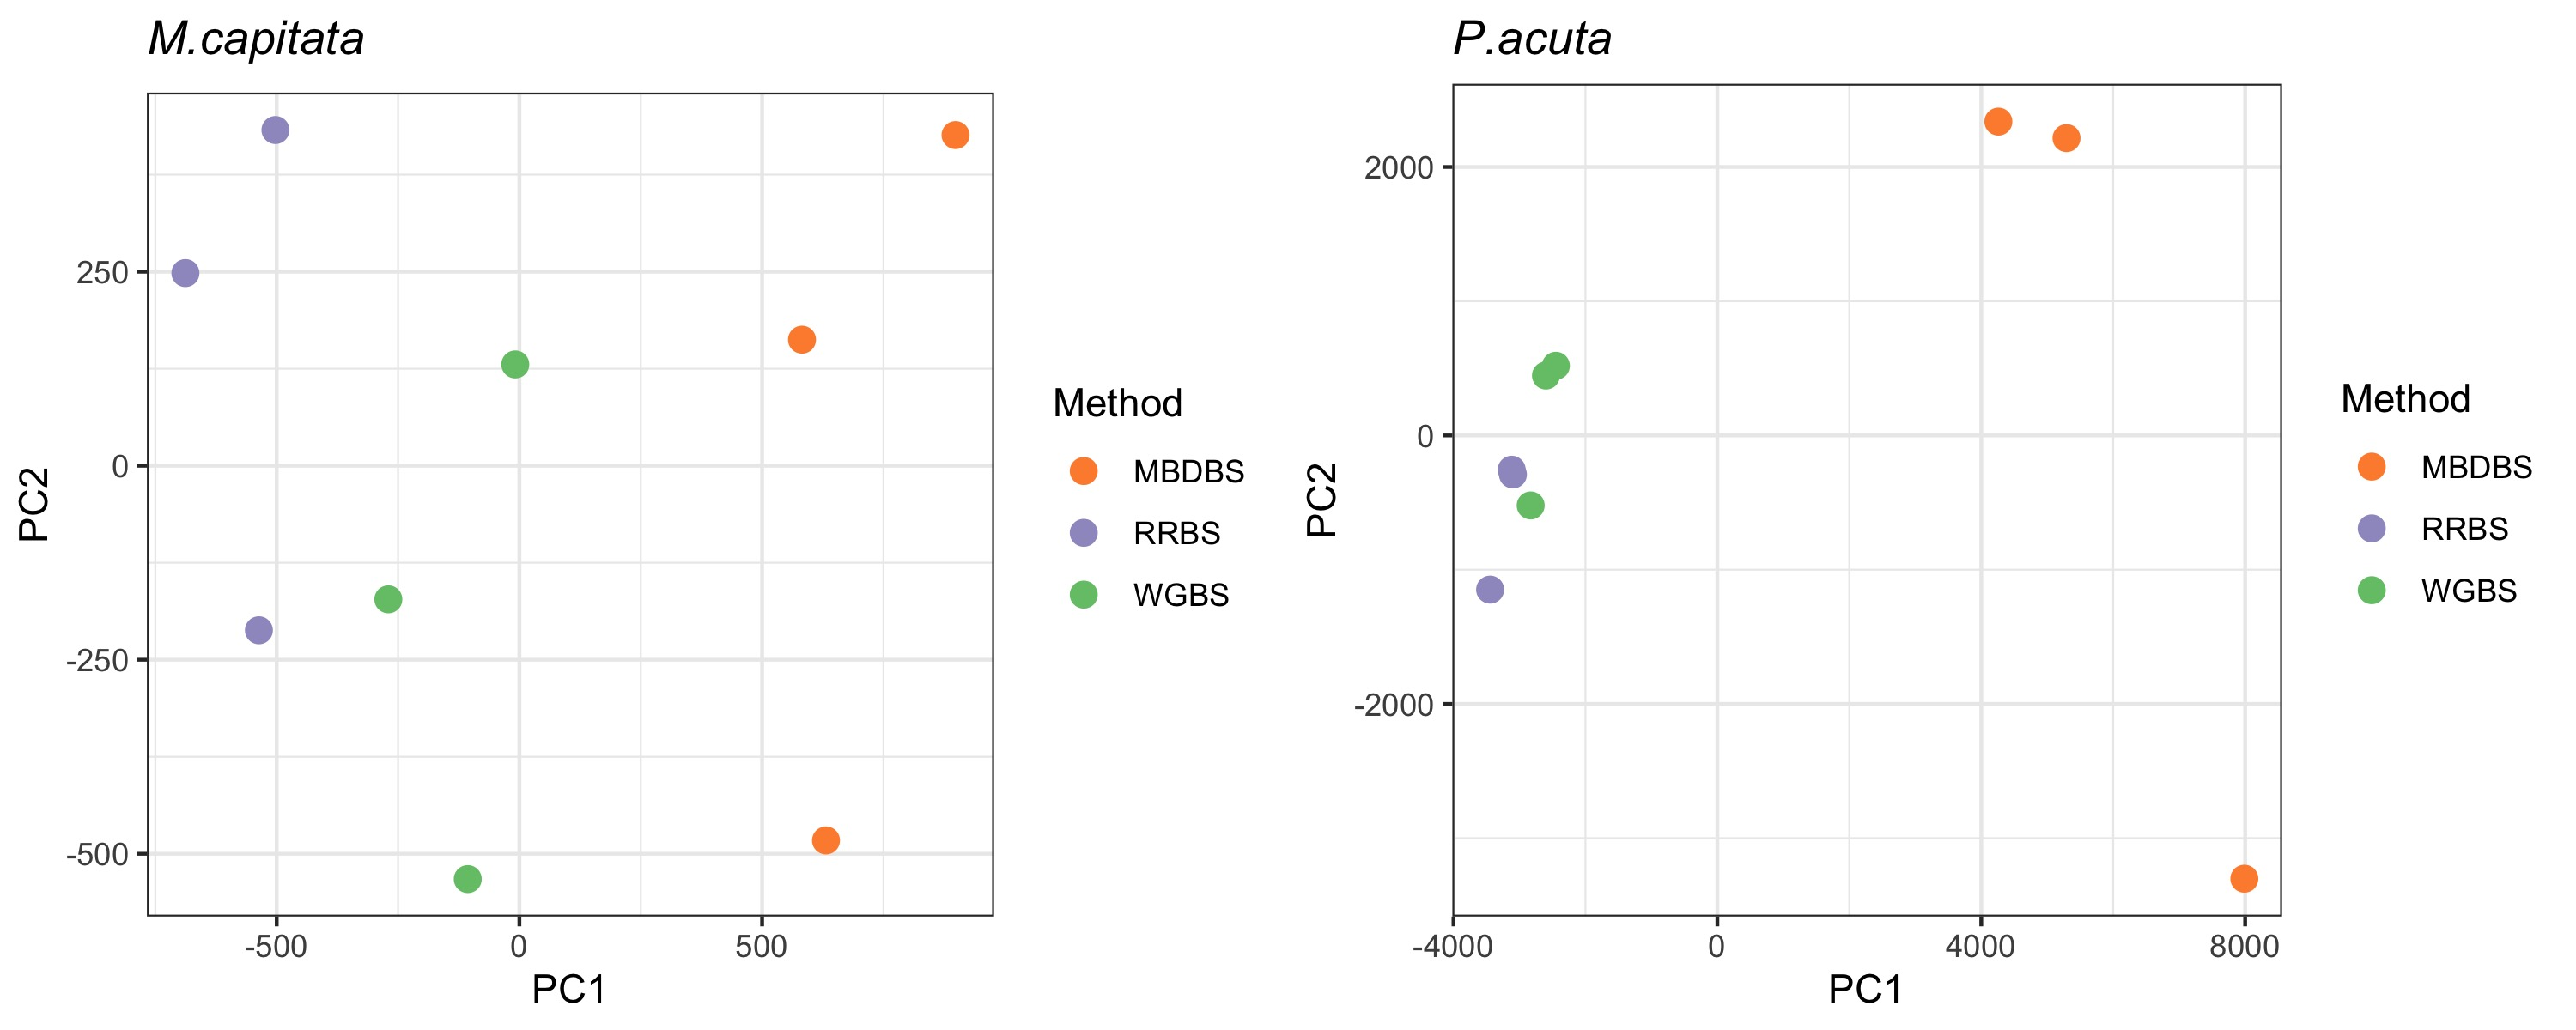 M.capitata
250
0
-250
-500
-500
0
500
PC1
PC2
Method
MBDBS
RRBS
WGBS
P.acuta
2000
0
-2000
-4000
0
4000
8000
PC1
PC2
Method
MBDBS
RRBS
WGBS